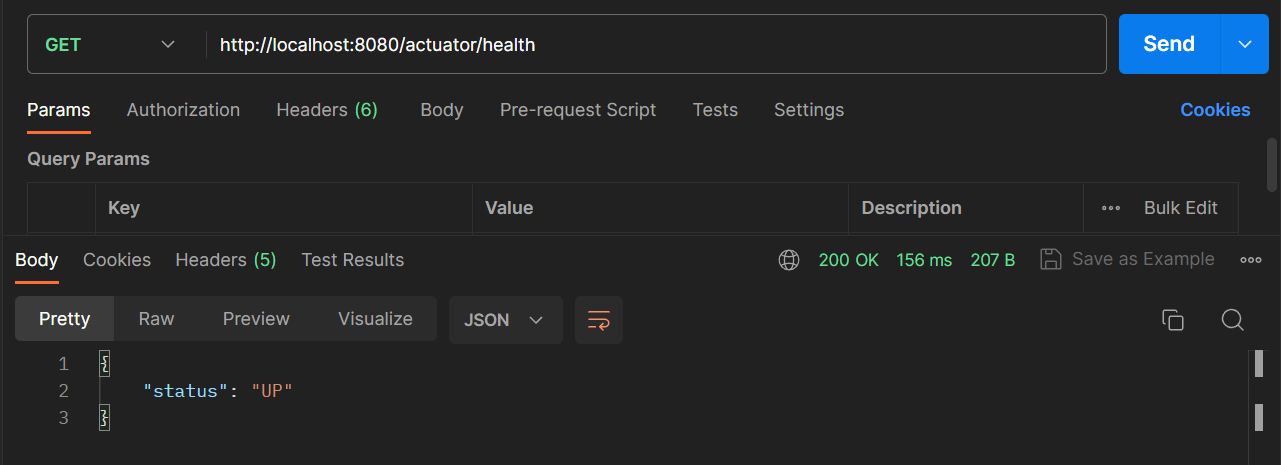 GET http://localhost:8080/actuator/health Send
Params Authorization Headers (6) Body Pre-request Script Tests Settings Cookies
Query Params
Key Value Description ••• Bulk Edit
Body Cookies Headers (5) Test Results 200 OK 156 ms 207 B Save as Example •••
Pretty Raw Preview Visualize JSON
1 {
2 "status": "UP"
3 }